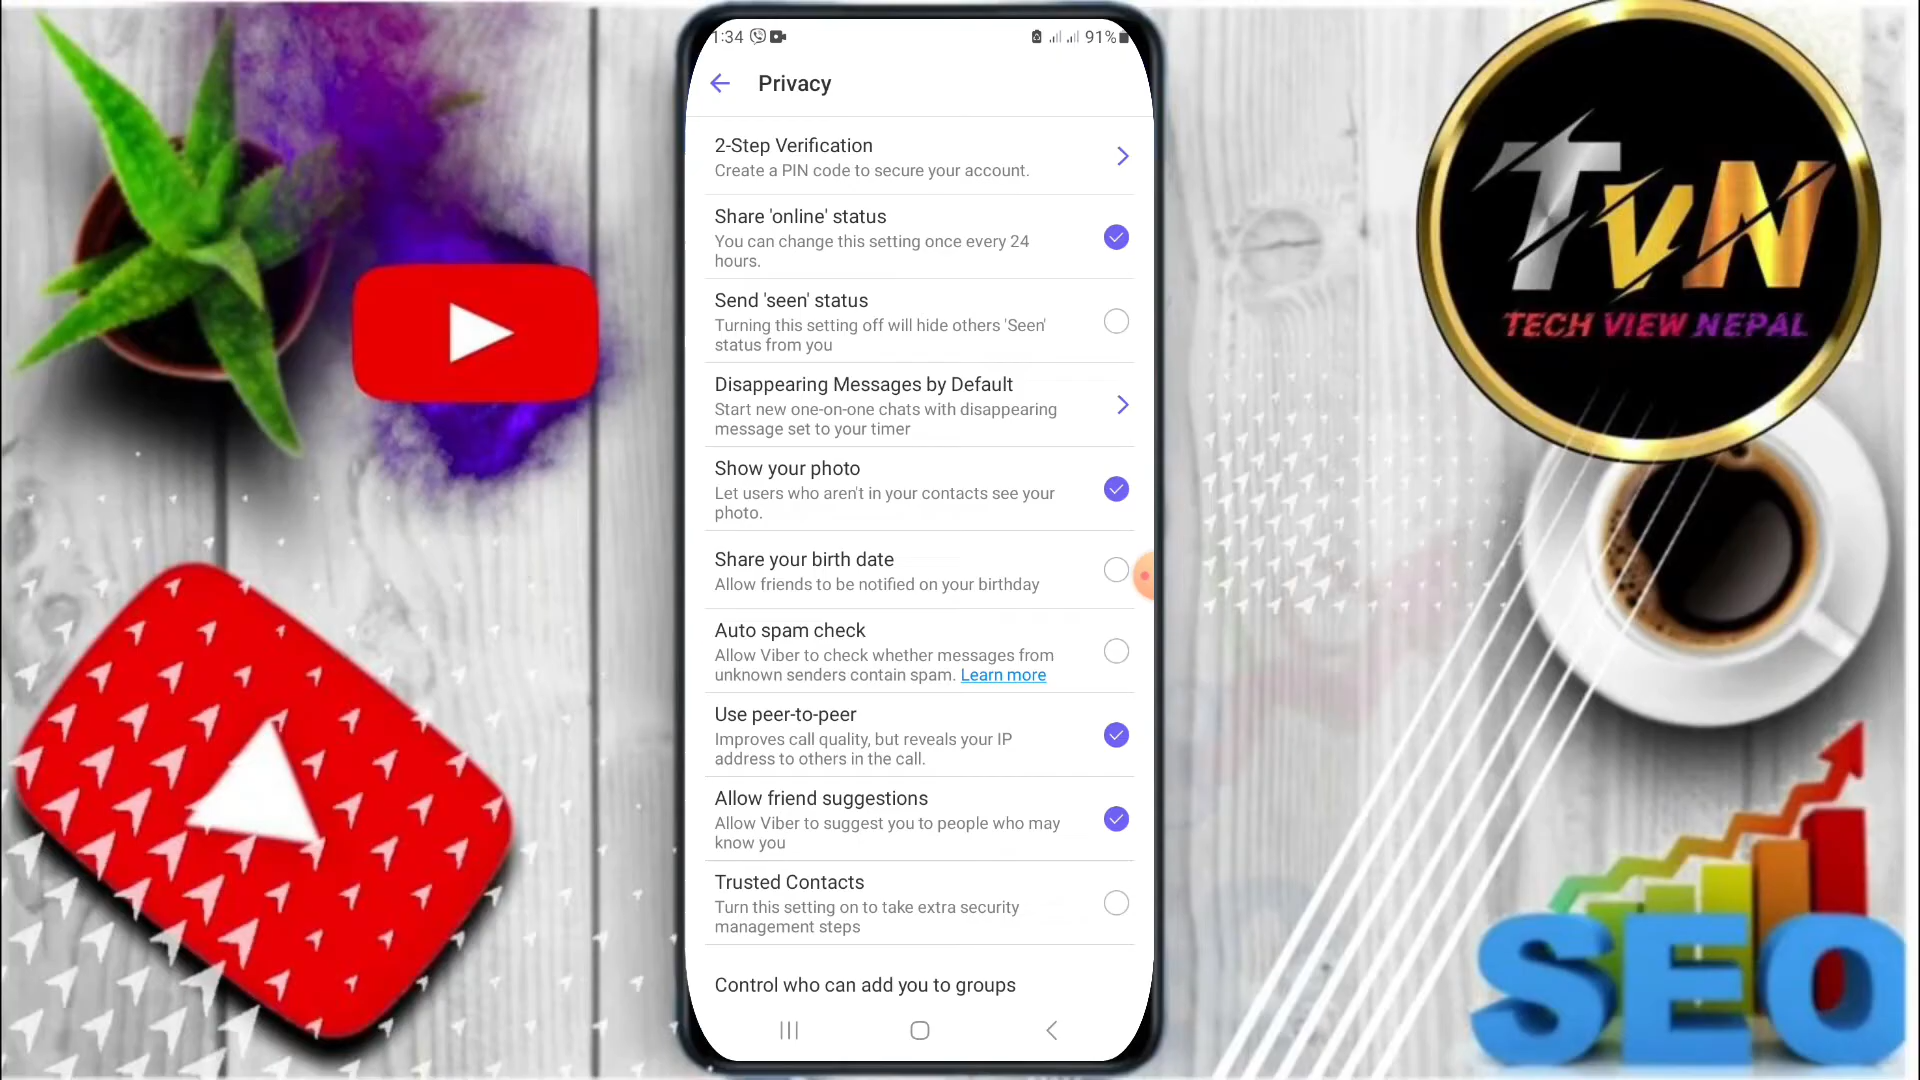 1:34
91%
Privacy
2-Step Verification
Create a PIN code to secure your account.
Share 'online' status
You can change this setting once every 24
hours.
Send 'seen' status
Turning this setting off will hide others 'Seen'
status from you
Disappearing Messages by Default
Start new one-on-one chats with disappearing
message set to your timer
Show your photo
Let users who aren't in your contacts see your
photo.
Share your birth date
Allow friends to be notified on your birthday
Auto spam check
Allow Viber to check whether messages from
unknown senders contain spam. Learn more
Use peer-to-peer
Improves call quality, but reveals your IP
address to others in the call.
Allow friend suggestions
Allow Viber to suggest you to people who may
know you
Trusted Contacts
Turn this setting on to take extra security
management steps
Control who can add you to groups
TVN
TECH VIEW NEPAL
SEO